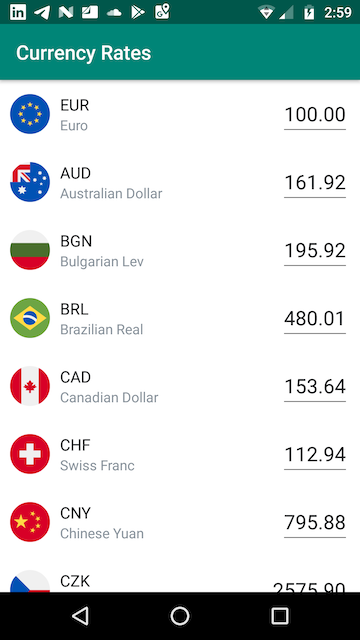 2:59
Currency Rates
EUR
Euro
100.00
AUD
Australian Dollar
161.92
BGN
Bulgarian Lev
195.92
BRL
Brazilian Real
480.01
CAD
Canadian Dollar
153.64
CHF
Swiss Franc
112.94
CNY
Chinese Yuan
795.88
CZK
2575.90